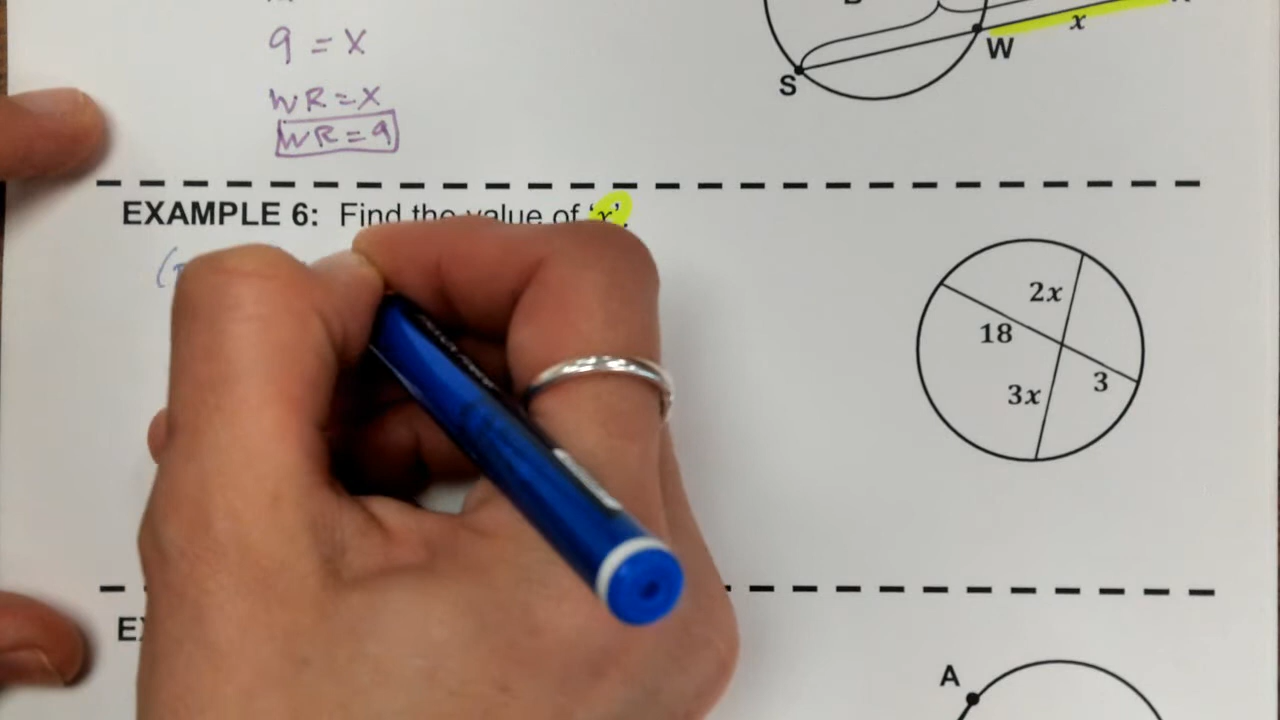 9 = x
WR = x
WR = 9
S
W
x
EXAMPLE 6: Find the value of ‘x’.
2x
18
3x
3
A